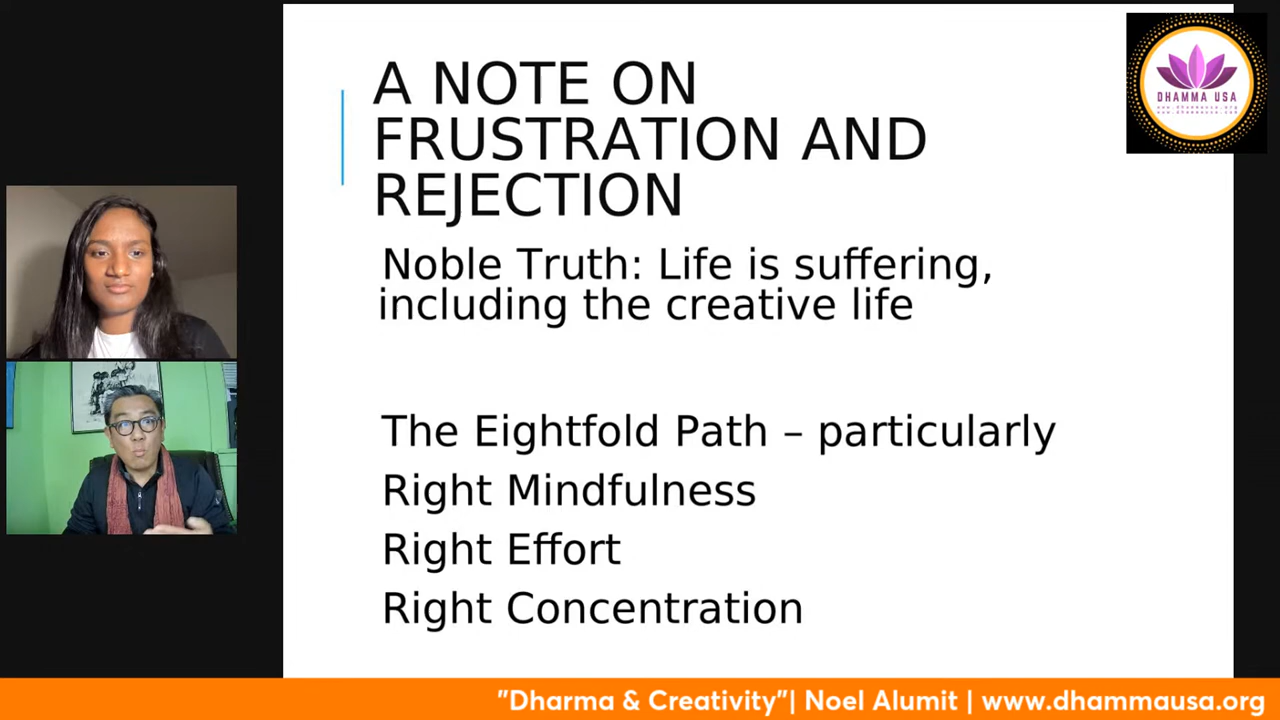 A NOTE ON
FRUSTRATION AND
REJECTION
Noble Truth: Life is suffering,
including the creative life
The Eightfold Path – particularly
Right Mindfulness
Right Effort
Right Concentration
DHAMMA USA
"Dharma & Creativity"| Noel Alumit | www.dhammausa.org